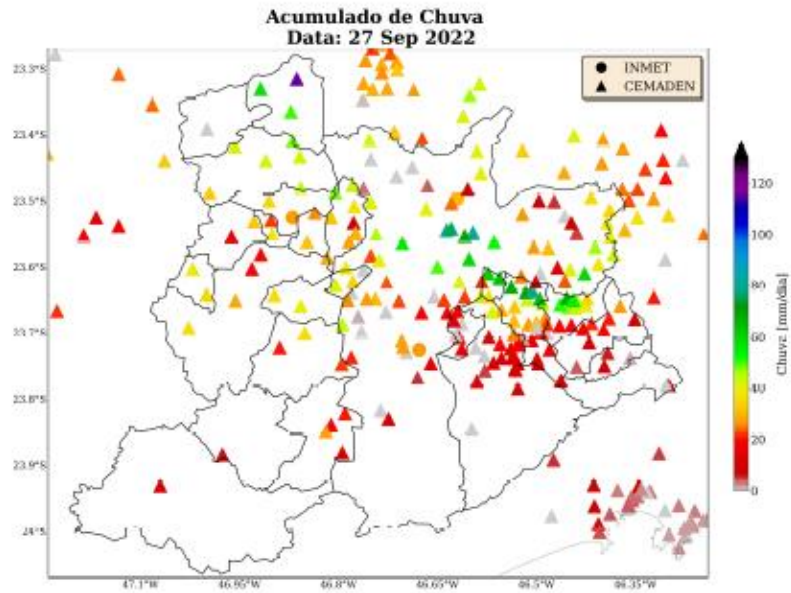 Acumulado de Chuva
Data: 27 Sep 2022
INMET
CEMADEN
23.3°S
23.4°S
23.5°S
23.6°S
23.7°S
23.8°S
23.9°S
24°S
47.1°W
46.95°W
46.8°W
46.65°W
46.5°W
46.35°W
120
100
80
60
40
20
0
Chuva [mm/dia]